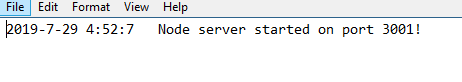 File Edit Format View Help
2019-7-29 4:52:7 Node server started on port 3001!